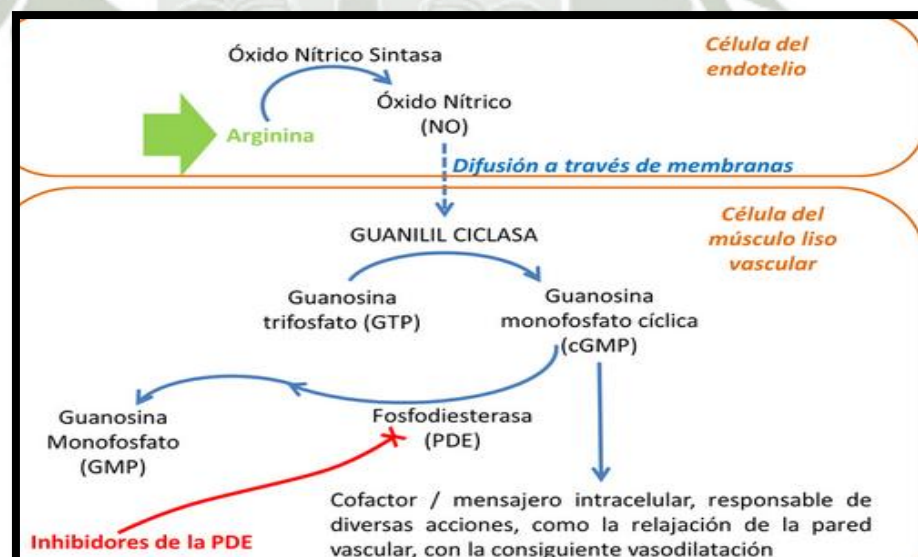 Célula del
endotelio
Óxido Nítrico Sintasa
Arginina
Óxido Nítrico
(NO)
Difusión a través de membranas
Célula del
músculo liso
vascular
GUANILIL CICLASA
Guanosina
trifosfato (GTP)
Guanosina
monofosfato cíclica
(cGMP)
Guanosina
Monofosfato
(GMP)
Fosfodiesterasa
(PDE)
Inhibidores de la PDE
Cofactor / mensajero intracelular, responsable de
diversas acciones, como la relajación de la pared
vascular, con la consiguiente vasodilatación